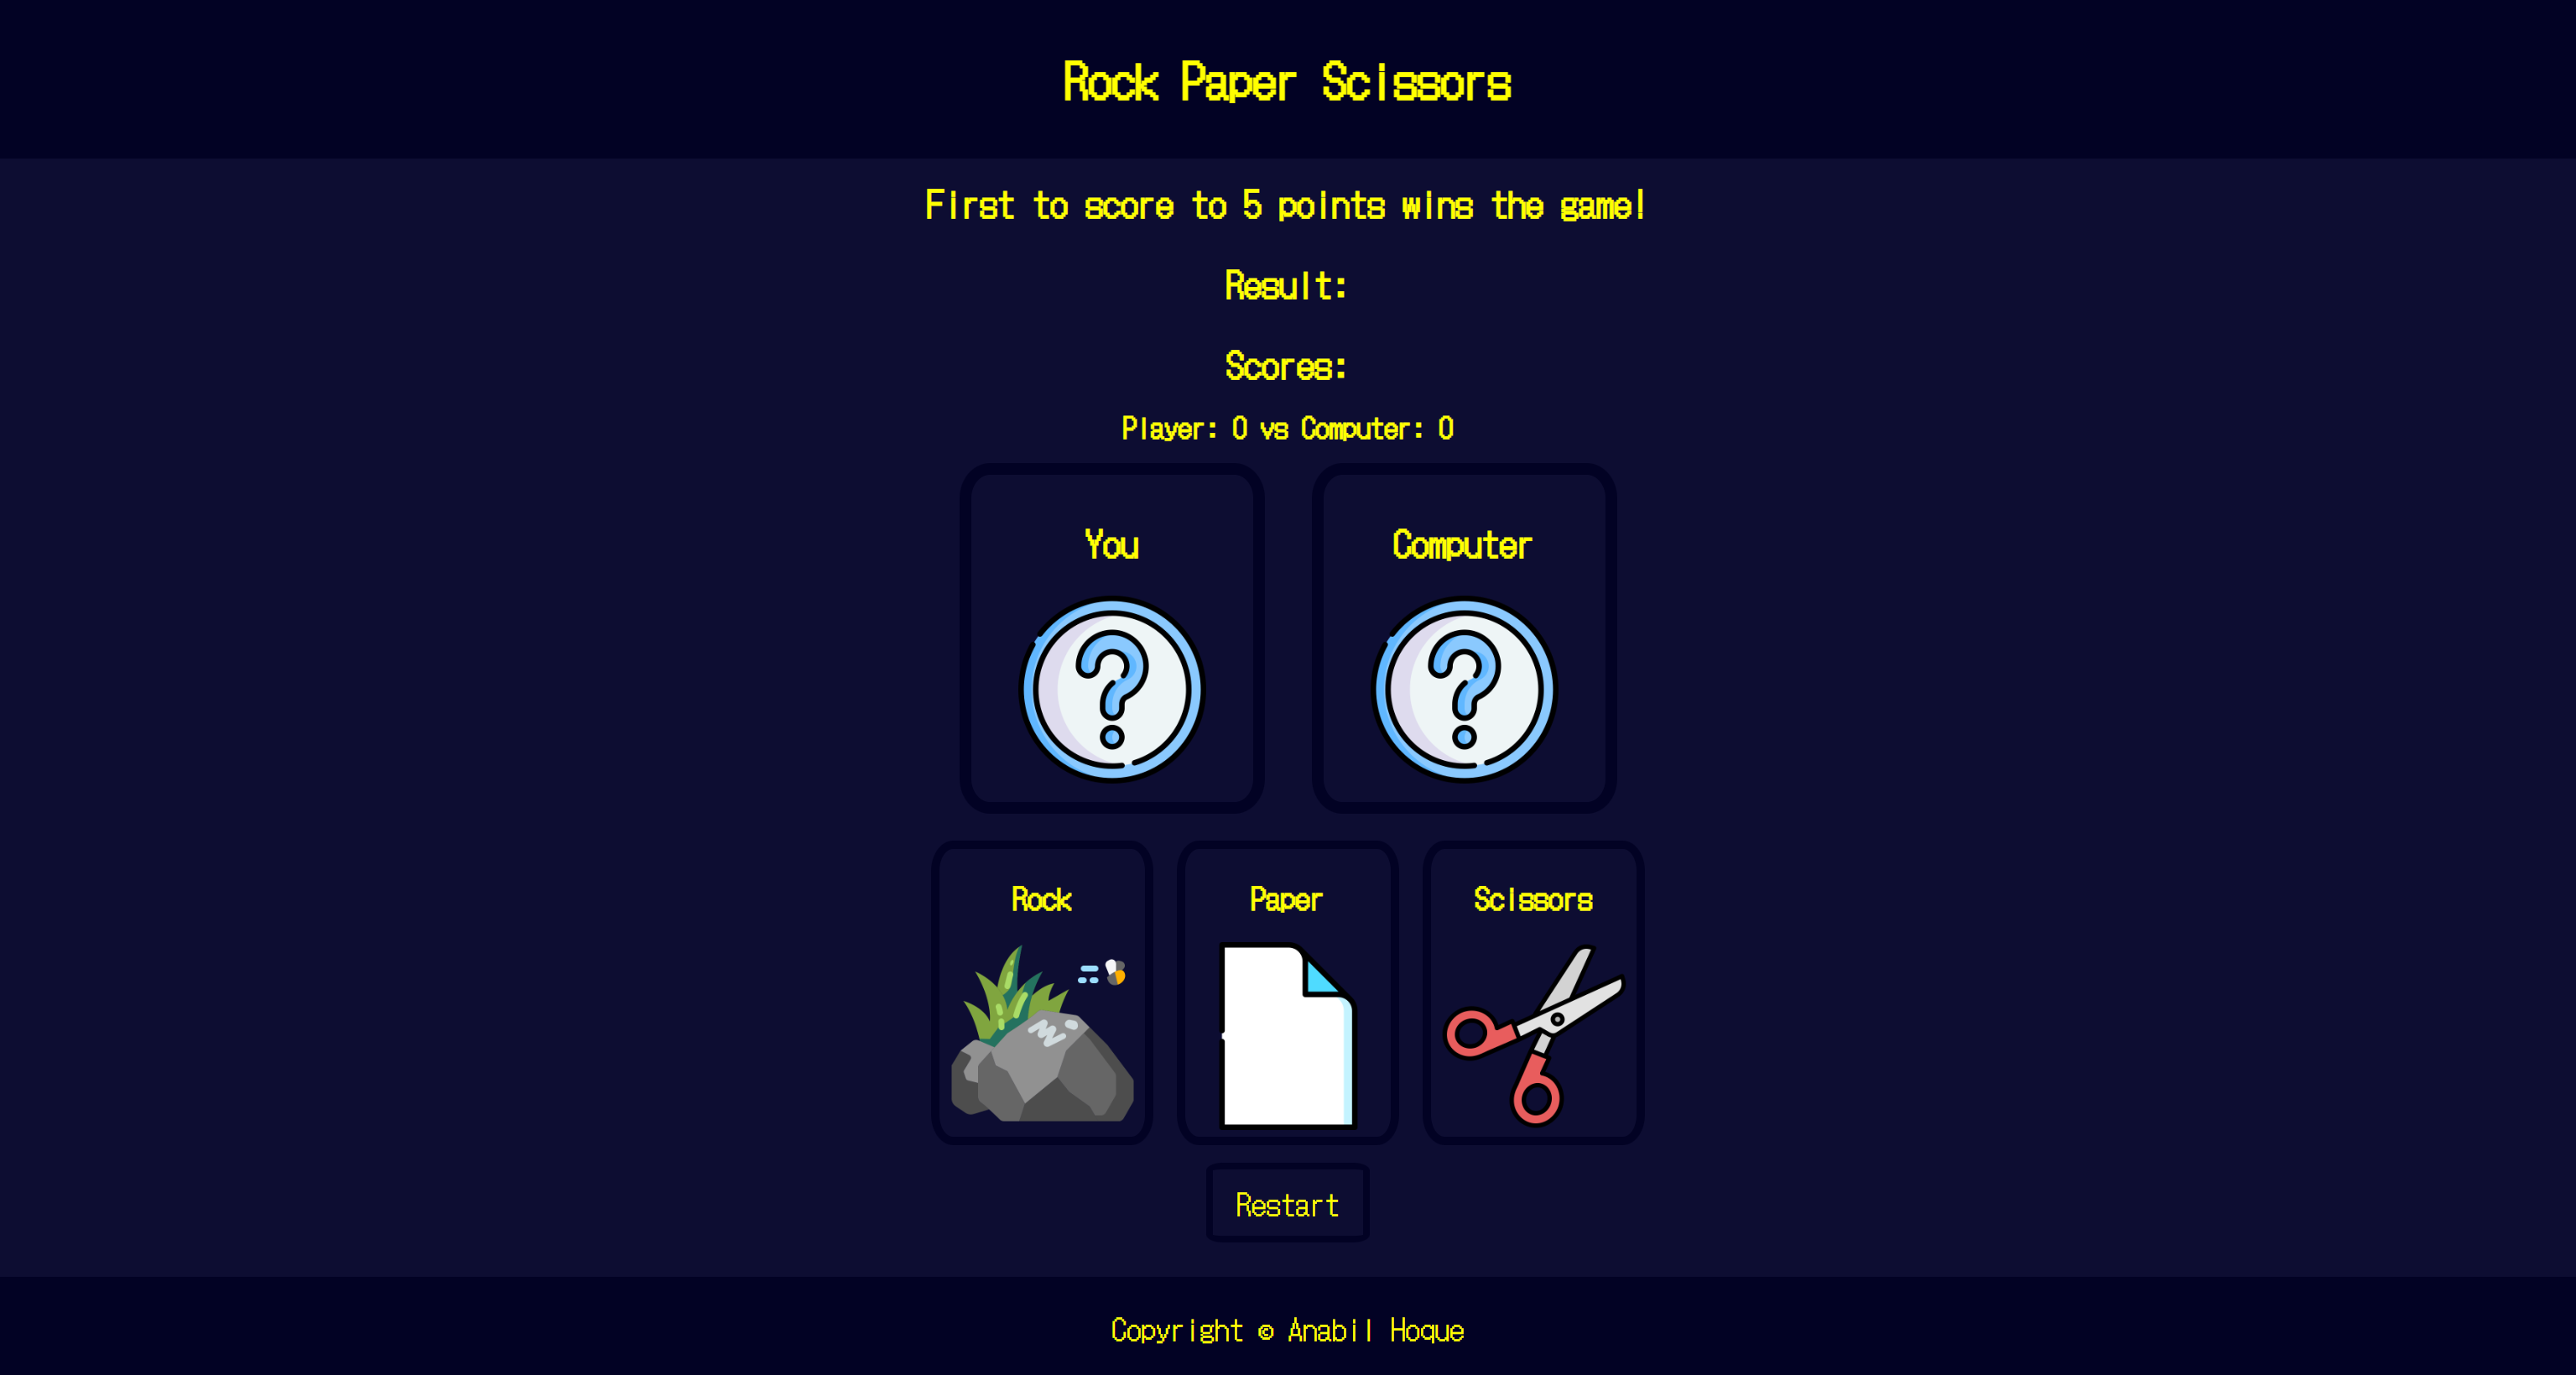 Rock Paper Scissors
First to score to 5 points wins the game!
Result:
Scores:
Player: 0 vs Computer: 0
You
Computer
Rock
Paper
Scissors
Restart
Copyright © Anabil Hoque